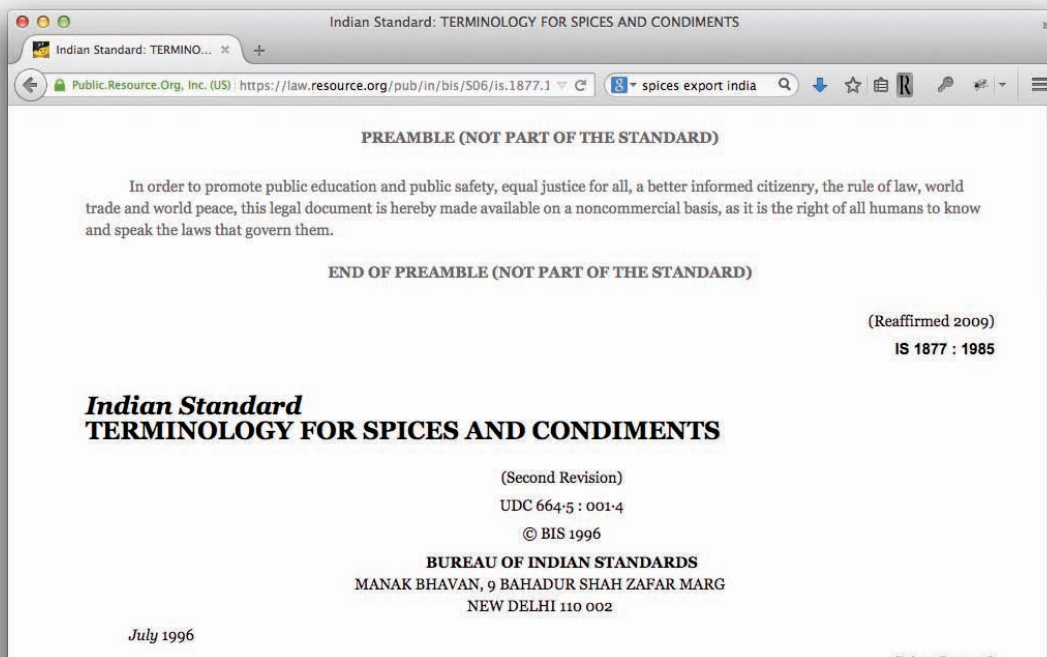 Indian Standard: TERMINOLOGY FOR SPICES AND CONDIMENTS
Indian Standard: TERMINO... × +
Public.Resource.Org, Inc. (US) https://law.resource.org/pub/in/bis/S06/is.1877.1 8 spices export india R
PREAMBLE (NOT PART OF THE STANDARD)
In order to promote public education and public safety, equal justice for all, a better informed citizenry, the rule of law, world
trade and world peace, this legal document is hereby made available on a noncommercial basis, as it is the right of all humans to know
and speak the laws that govern them.
END OF PREAMBLE (NOT PART OF THE STANDARD)
(Reaffirmed 2009)
IS 1877 : 1985
Indian Standard
TERMINOLOGY FOR SPICES AND CONDIMENTS
(Second Revision)
UDC 664·5 : 001·4
© BIS 1996
BUREAU OF INDIAN STANDARDS
MANAK BHAVAN, 9 BAHADUR SHAH ZAFAR MARG
NEW DELHI 110 002
July 1996